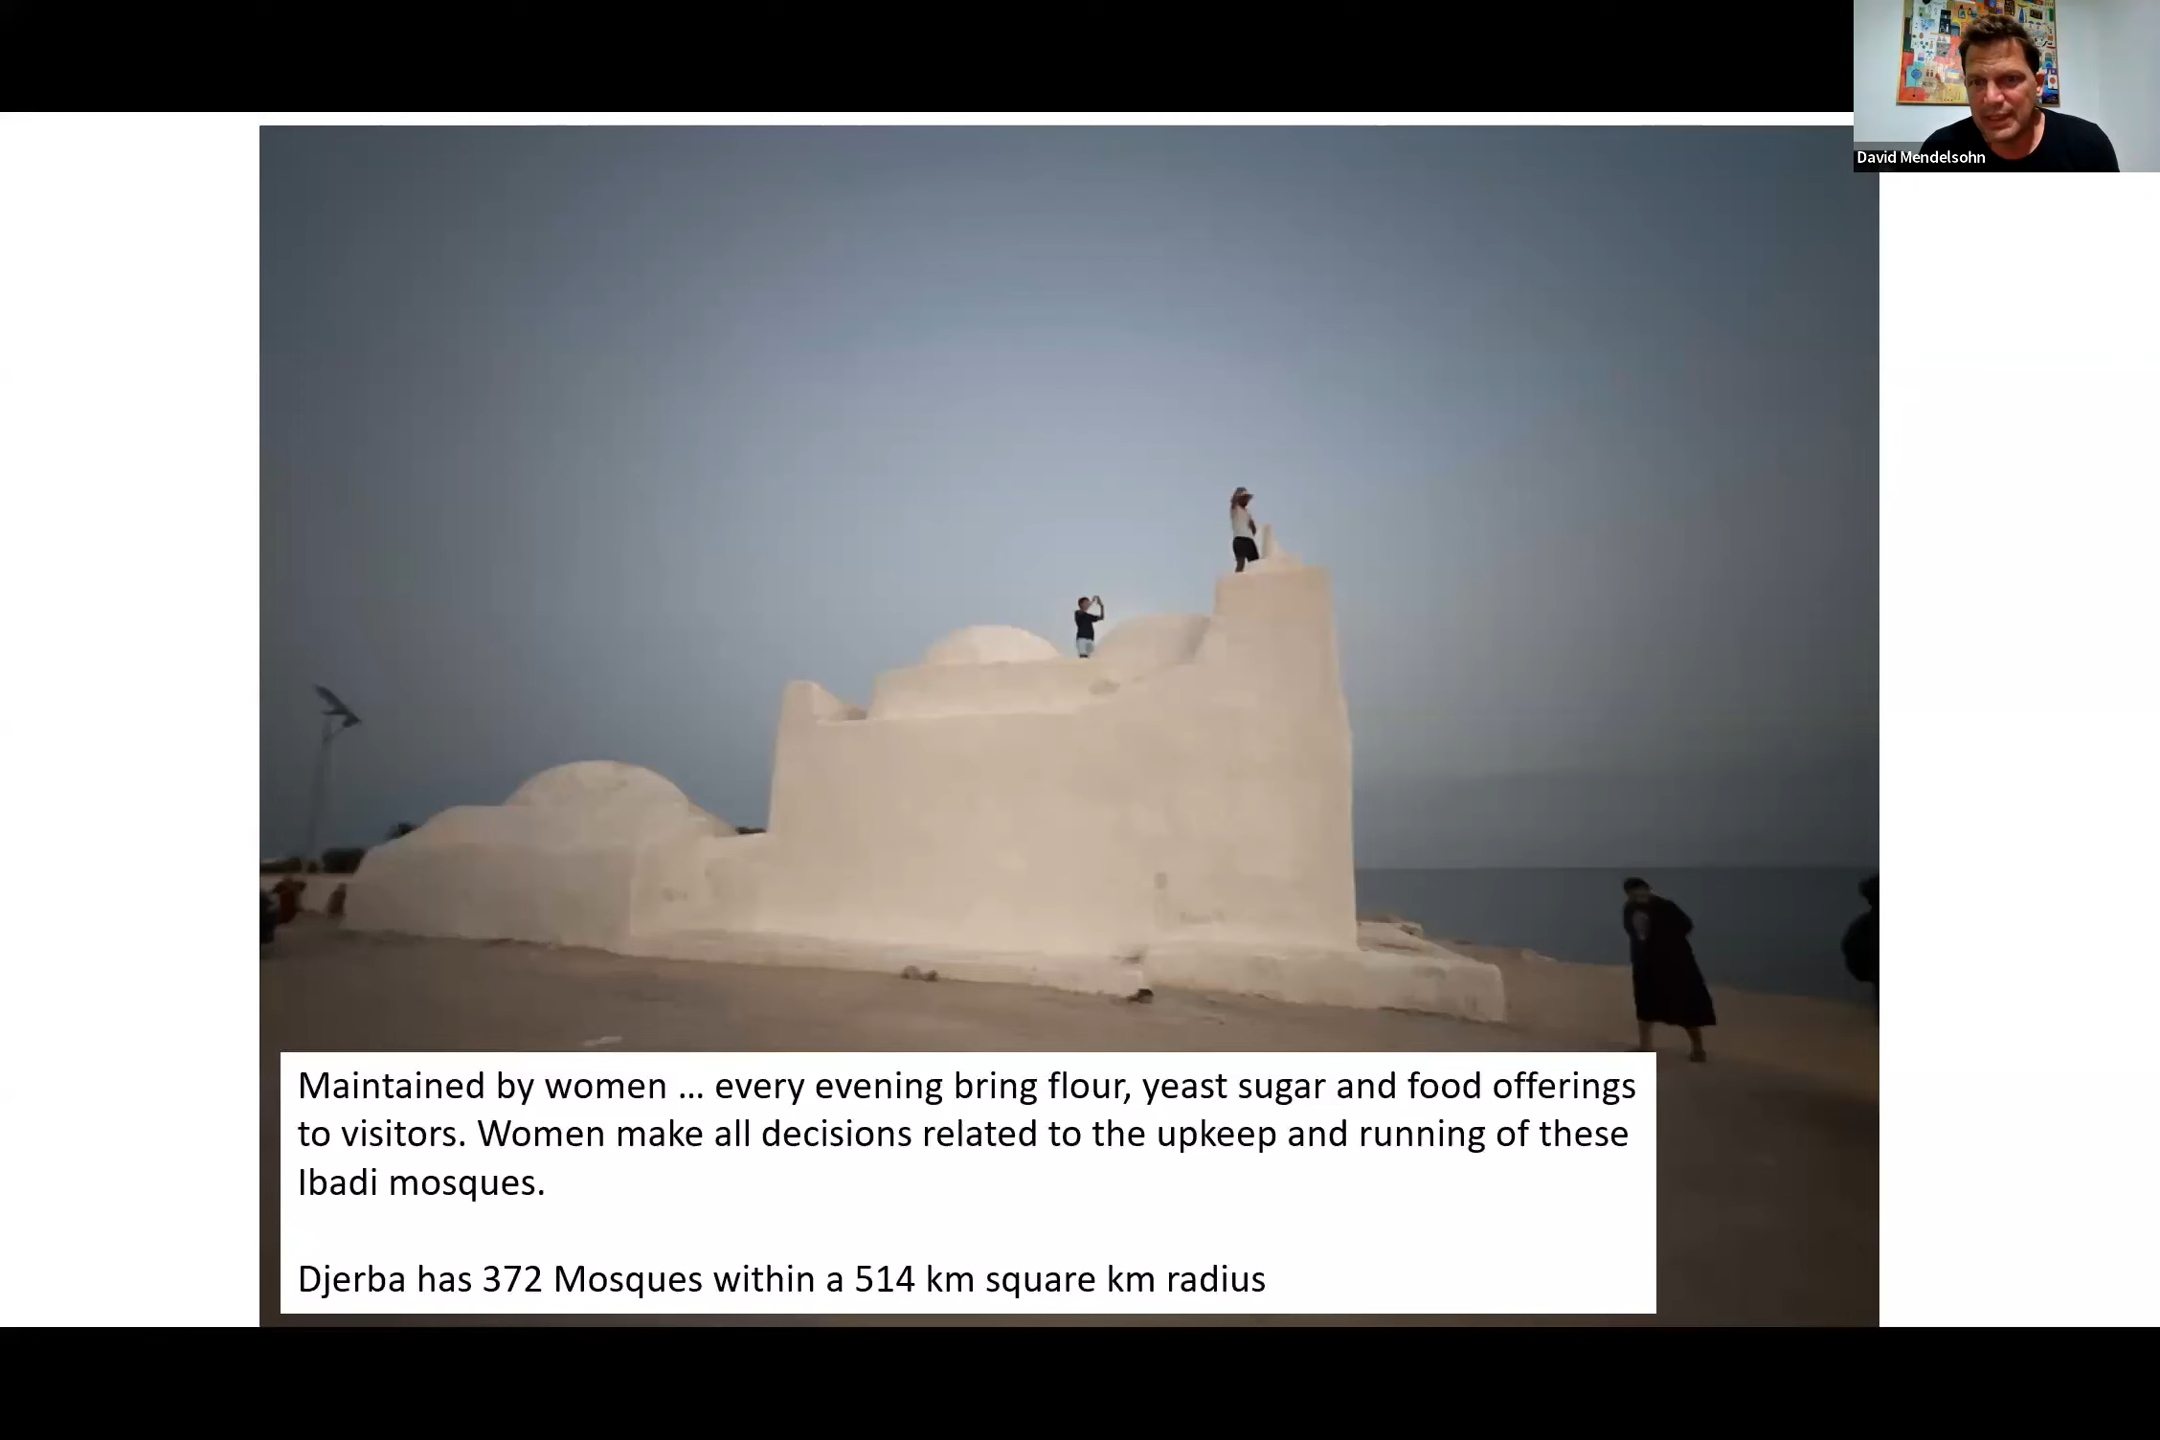 David Mendelsohn
Maintained by women ... every evening bring flour, yeast sugar and food offerings
to visitors. Women make all decisions related to the upkeep and running of these
Ibadi mosques.
Djerba has 372 Mosques within a 514 km square km radius